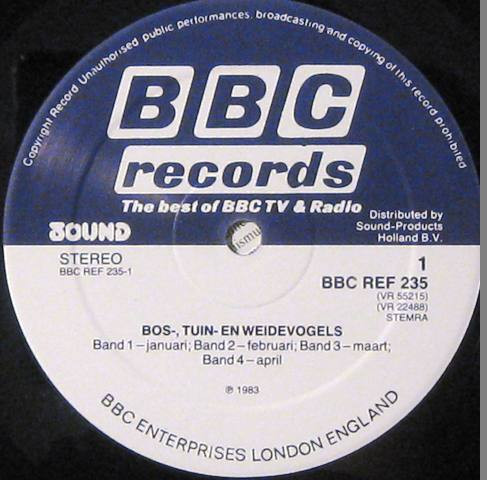 Copyright Record Unauthorised public performances, broadcasting and copying of this record prohibited
BBC
records
The best of BBC TV & Radio
SOUND
Distributed by
Sound-Products
Holland B.V.
STEREO
BBC REF 235-1
1
BBC REF 235
(VR 55215)
(VR 22488)
STEMRA
BOS-, TUIN- EN WEIDEVOGELS
Band 1 – januari; Band 2 – februari; Band 3 – maart;
Band 4 – april
℗ 1983
BBC ENTERPRISES LONDON ENGLAND